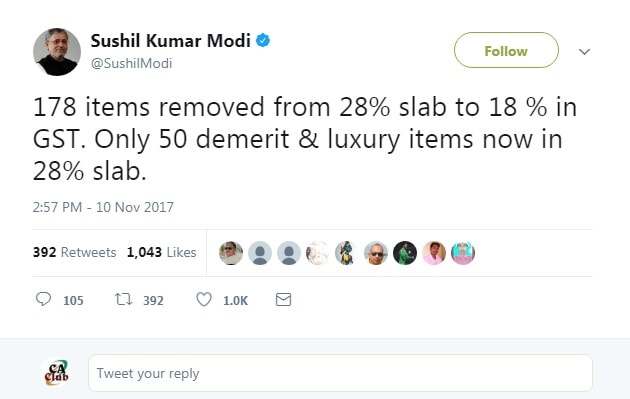 Sushil Kumar Modi
@SushilModi
Follow
178 items removed from 28% slab to 18 % in
GST. Only 50 demerit & luxury items now in
28% slab.
2:57 PM - 10 Nov 2017
392 Retweets 1,043 Likes
105 392 1.0K
CA
Club
Tweet your reply